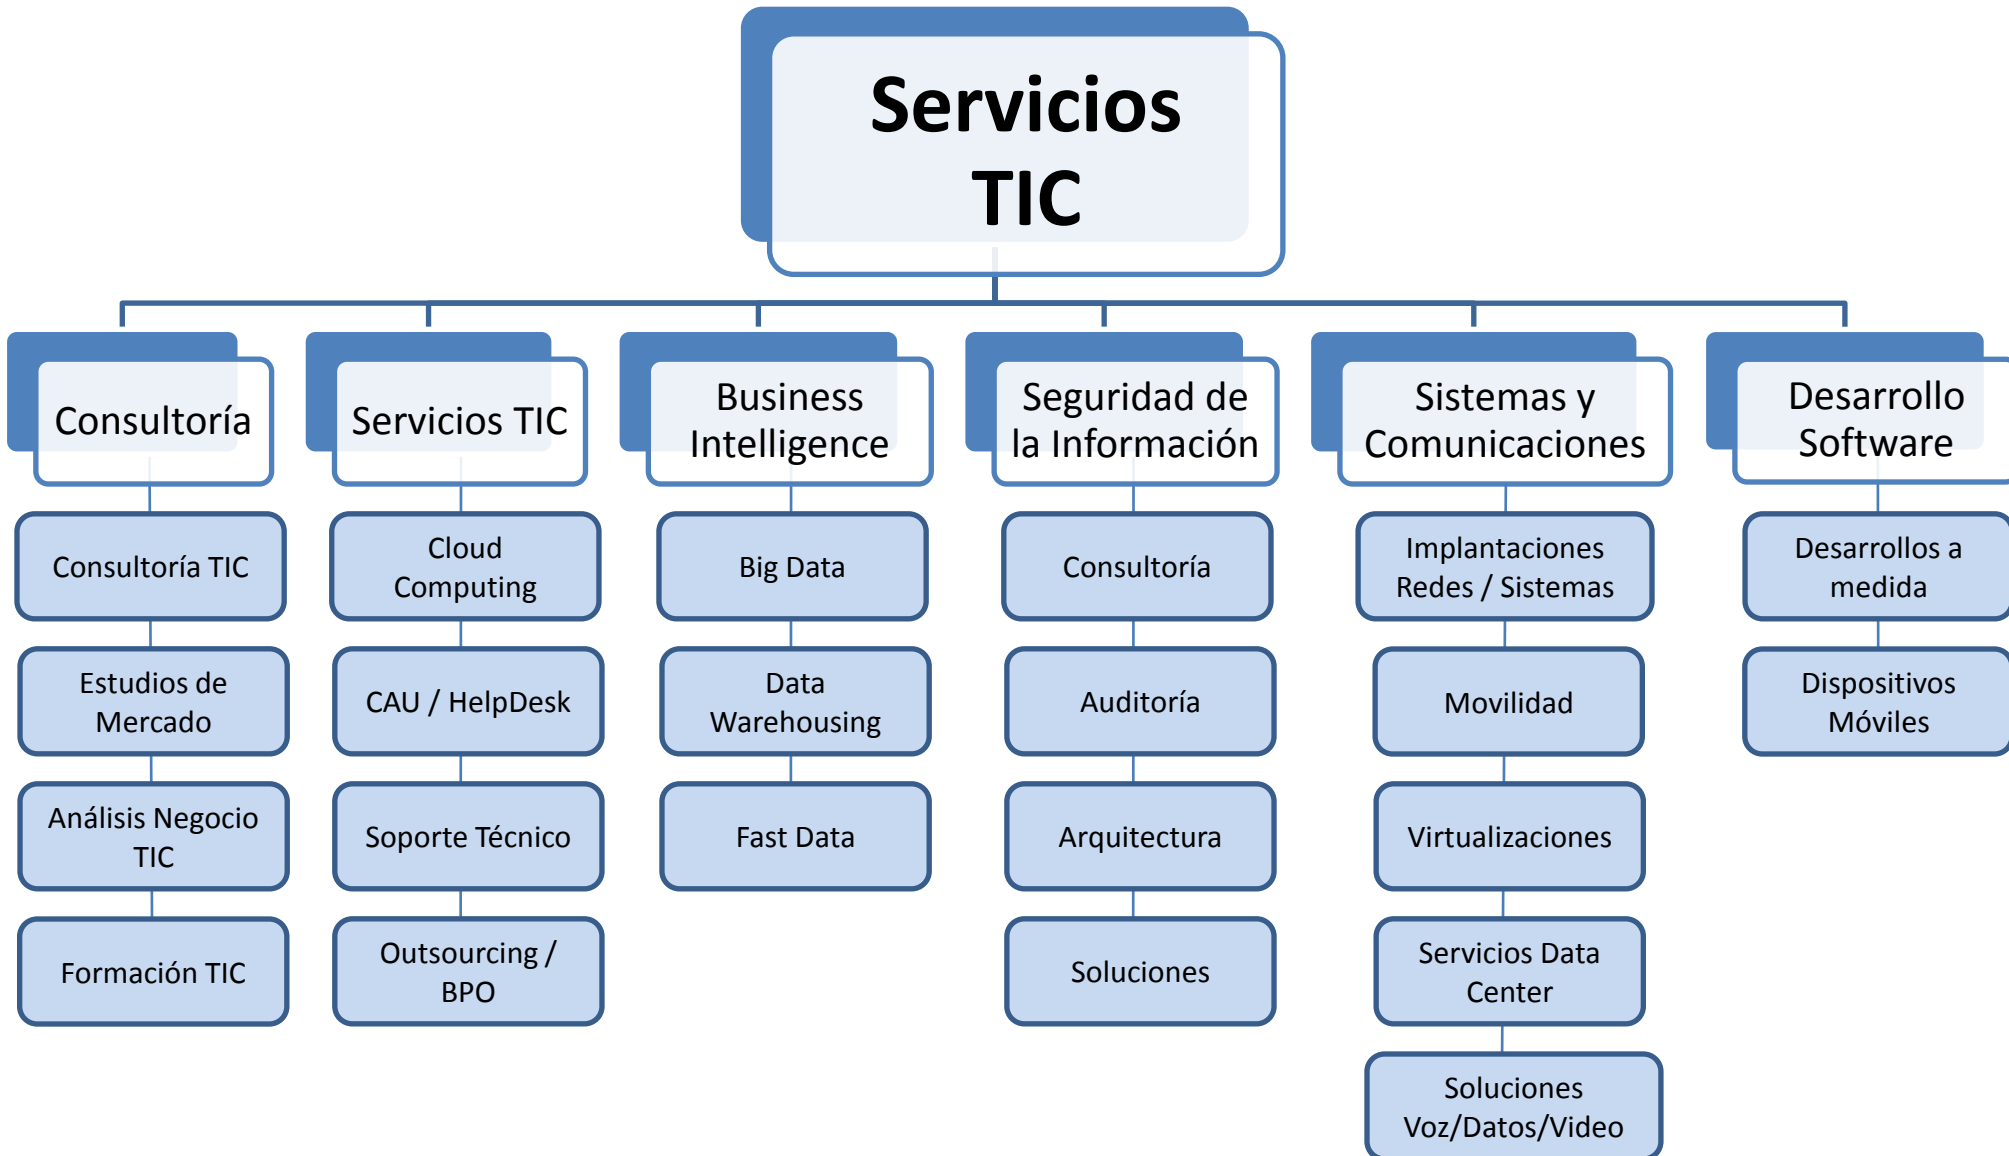 Servicios
TIC
Consultoría
Consultoría TIC
Estudios de
Mercado
Análisis Negocio
TIC
Formación TIC
Servicios TIC
Cloud
Computing
CAU / HelpDesk
Soporte Técnico
Outsourcing /
BPO
Business
Intelligence
Big Data
Data
Warehousing
Fast Data
Seguridad de
la Información
Consultoría
Auditoría
Arquitectura
Soluciones
Sistemas y
Comunicaciones
Implantaciones
Redes / Sistemas
Movilidad
Virtualizaciones
Servicios Data
Center
Soluciones
Voz/Datos/Video
Desarrollo
Software
Desarrollos a
medida
Dispositivos
Móviles